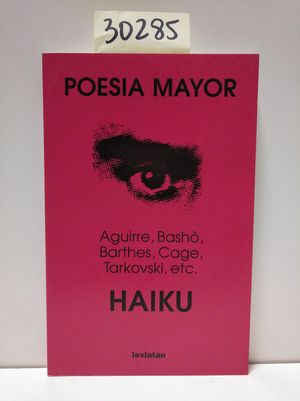 30285
POESIA MAYOR
Aguirre, Bashò,
Barthes, Cage,
Tarkovski, etc.
HAIKU
leviatán